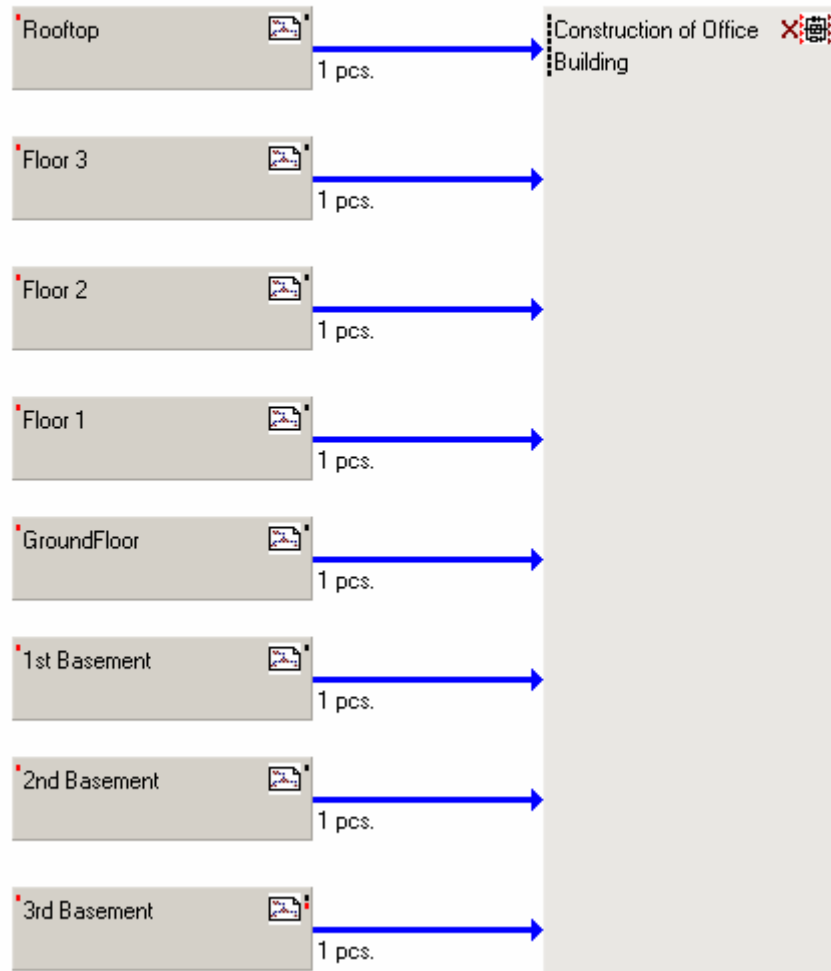 Rooftop
1 pcs.
Construction of Office
Building
Floor 3
1 pcs.
Floor 2
1 pcs.
Floor 1
1 pcs.
GroundFloor
1 pcs.
1st Basement
1 pcs.
2nd Basement
1 pcs.
3rd Basement
1 pcs.